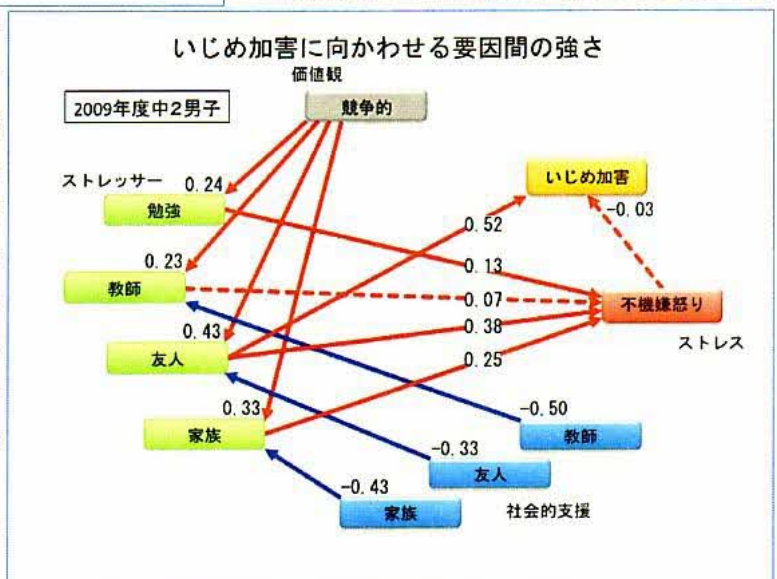 いじめ加害に向かわせる要因間の強さ
価値観
2009年度中2男子
競争的
ストレッサー
0.24
いじめ加害
勉強
-0.03
0.52
0.23
0.13
教師
0.07
不機嫌怒り
0.43
0.38
ストレス
友人
0.25
0.33
-0.50
家族
教師
-0.33
友人
-0.43
家族
社会的支援